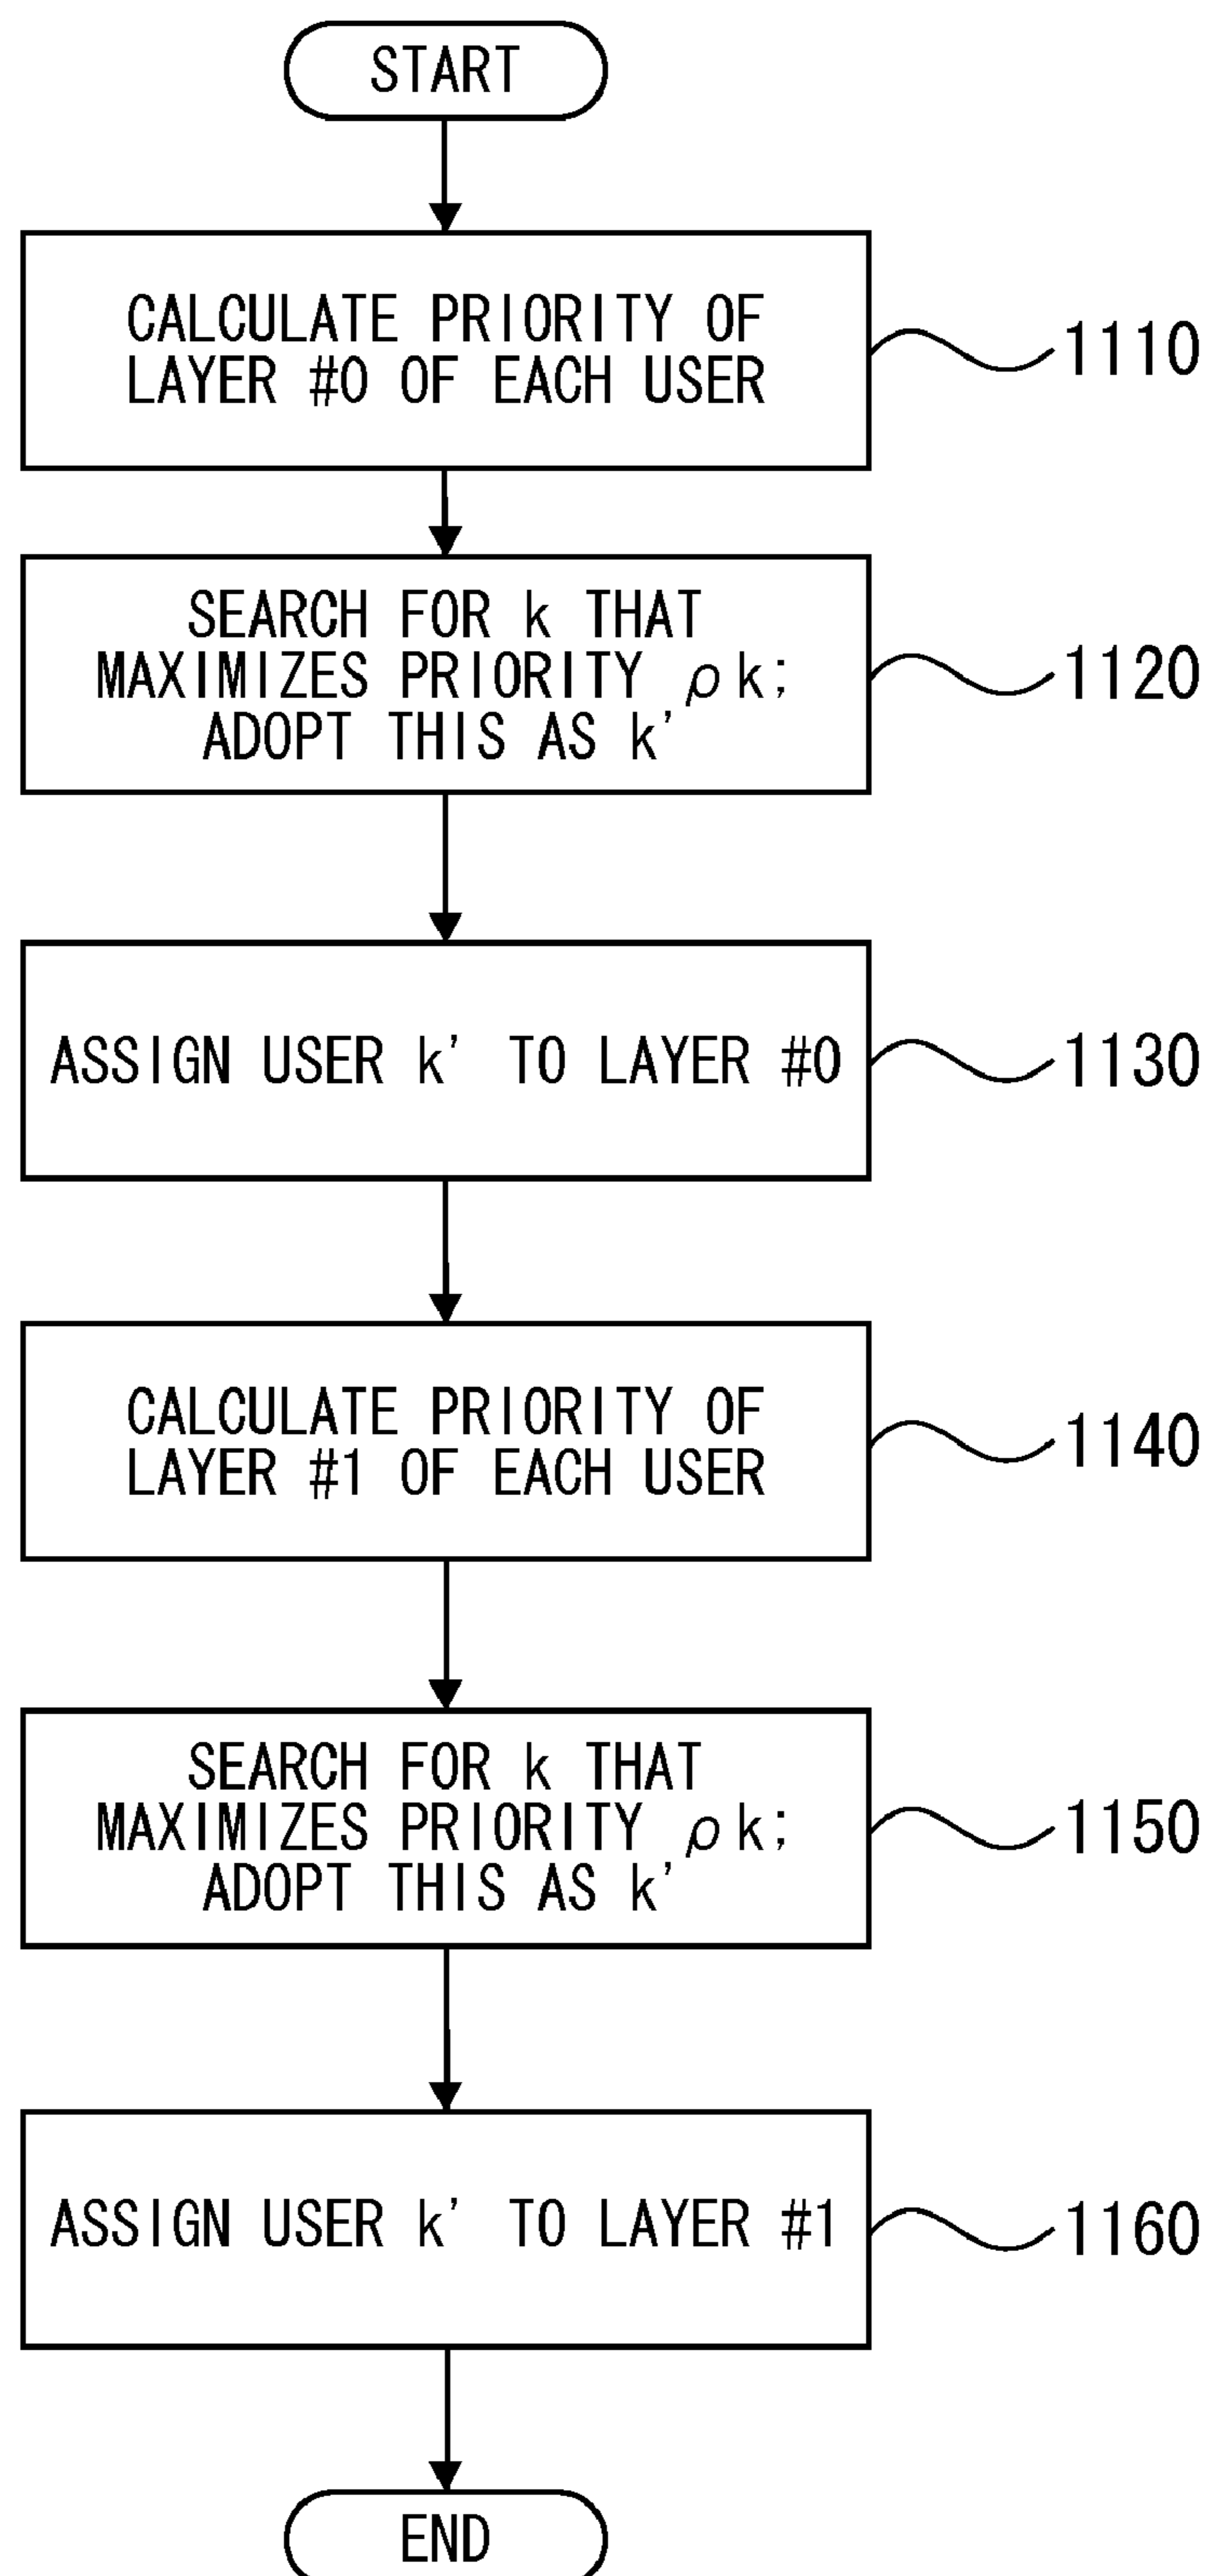 START
CALCULATE PRIORITY OF
LAYER #0 OF EACH USER
1110
SEARCH FOR k THAT
MAXIMIZES PRIORITY ρk;
ADOPT THIS AS k'
1120
ASSIGN USER k' TO LAYER #0
1130
CALCULATE PRIORITY OF
LAYER #1 OF EACH USER
1140
SEARCH FOR k THAT
MAXIMIZES PRIORITY ρk;
ADOPT THIS AS k'
1150
ASSIGN USER k' TO LAYER #1
1160
END